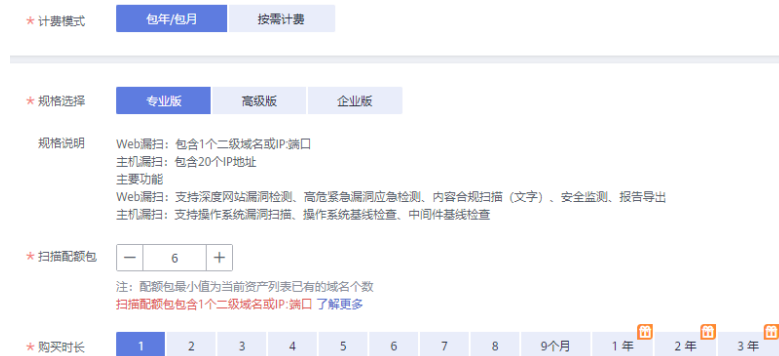 * 计费模式 包年/包月 按需计费
* 规格选择 专业版 高级版 企业版
规格说明 Web漏扫：包含1个二级域名或IP:端口
主机漏扫：包含20个IP地址
主要功能
Web漏扫：支持深度网站漏洞检测、高危紧急漏洞应急检测、内容合规扫描（文字）、安全监测、报告导出
主机漏扫：支持操作系统漏洞扫描、操作系统基线检查、中间件基线检查
* 扫描配额包 − 6 +
注：配额包最小值为当前资产列表已有的域名个数
扫描配额包包含1个二级域名或IP:端口 了解更多
* 购买时长 1 2 3 4 5 6 7 8 9个月 1 年 2 年 3 年